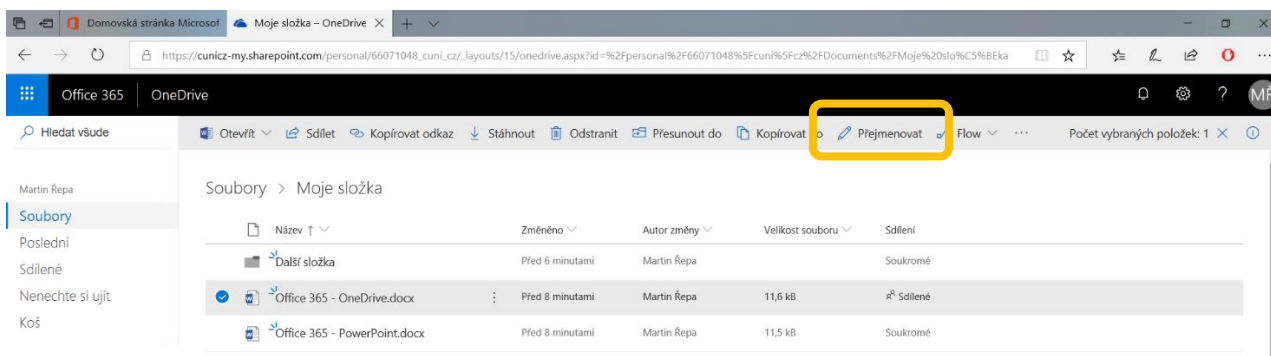 Domovská stránka Microsof Moje složka – OneDrive
https://cunicz-my.sharepoint.com/personal/66071048_cuni_cz/_layouts/15/onedrive.aspx?id=%2Fpersonal%2F66071048%5Fcuni%5Fcz%2FDocuments%2FMoje%20slo%C5%BEka
Office 365 OneDrive ? MŘ
Hledat všude Otevřít Sdílet Kopírovat odkaz Stáhnout Odstranit Přesunout do Kopírovat o Přejmenovat Flow ... Počet vybraných položek: 1
Martin Řepa Soubory > Moje složka
Soubory
Název Změněno Autor změny Velikost souboru Sdílení
Poslední
Další složka Před 6 minutami Martin Řepa Soukromé
Sdílené
Nenechte si ujít Office 365 - OneDrive.docx Před 8 minutami Martin Řepa 11,6 kB Sdílené
Koš
Office 365 - PowerPoint.docx Před 8 minutami Martin Řepa 11,5 kB Soukromé